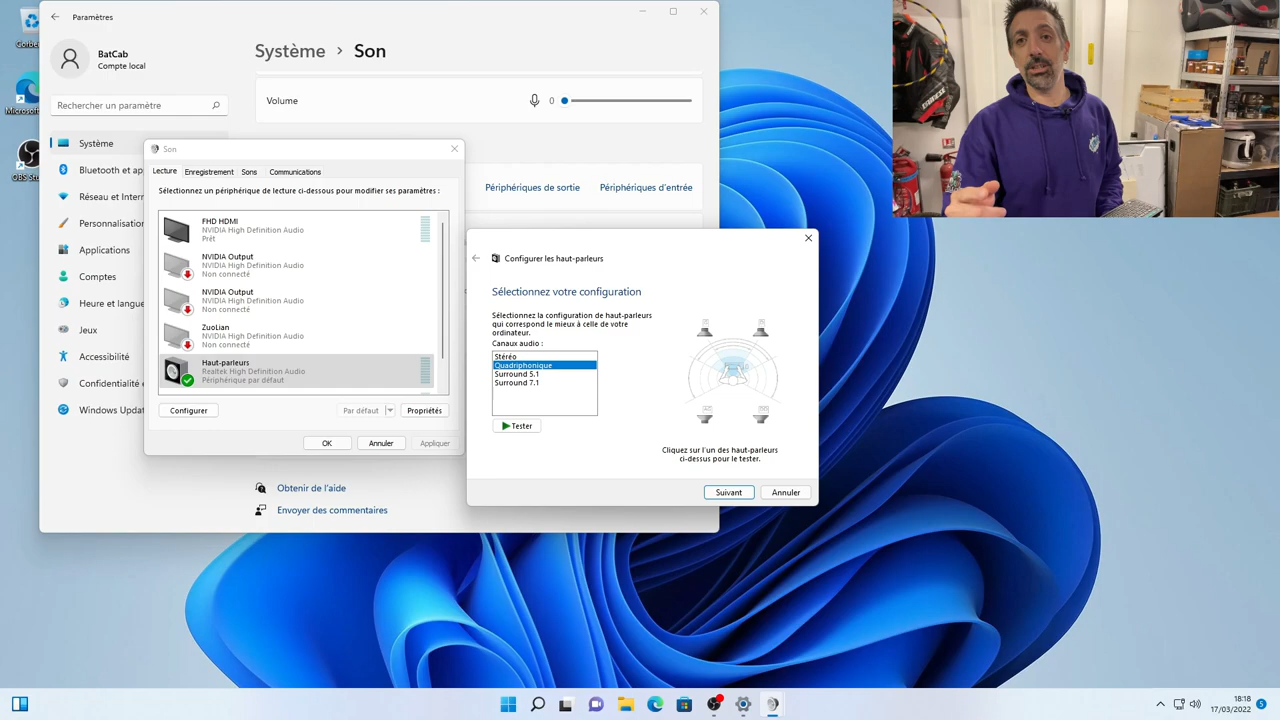 Corbe
Microsof
OBS Stu
Paramètres
BatCab
Compte local
Rechercher un paramètre
Système
Bluetooth et ap
Réseau et Intern
Personnalisation
Applications
Comptes
Heure et langue
Jeux
Accessibilité
Confidentialité e
Windows Updat
Système > Son
Volume
0
Périphériques de sortie
Périphériques d'entrée
Obtenir de l'aide
Envoyer des commentaires
Son
Lecture
Enregistrement
Sons
Communications
Sélectionnez un périphérique de lecture ci-dessous pour modifier ses paramètres :
FHD HDMI
NVIDIA High Definition Audio
Prêt
NVIDIA Output
NVIDIA High Definition Audio
Non connecté
NVIDIA Output
NVIDIA High Definition Audio
Non connecté
ZuoLian
NVIDIA High Definition Audio
Non connecté
Haut-parleurs
Realtek High Definition Audio
Périphérique par défaut
Configurer
Par défaut
Propriétés
OK
Annuler
Appliquer
Configurer les haut-parleurs
Sélectionnez votre configuration
Sélectionnez la configuration de haut-parleurs
qui correspond le mieux à celle de votre
ordinateur.
Canaux audio :
Stéréo
Quadriphonique
Surround 5.1
Surround 7.1
Tester
Cliquez sur l'un des haut-parleurs
ci-dessus pour le tester.
Suivant
Annuler
DAINESE
18:18
17/03/2022
5